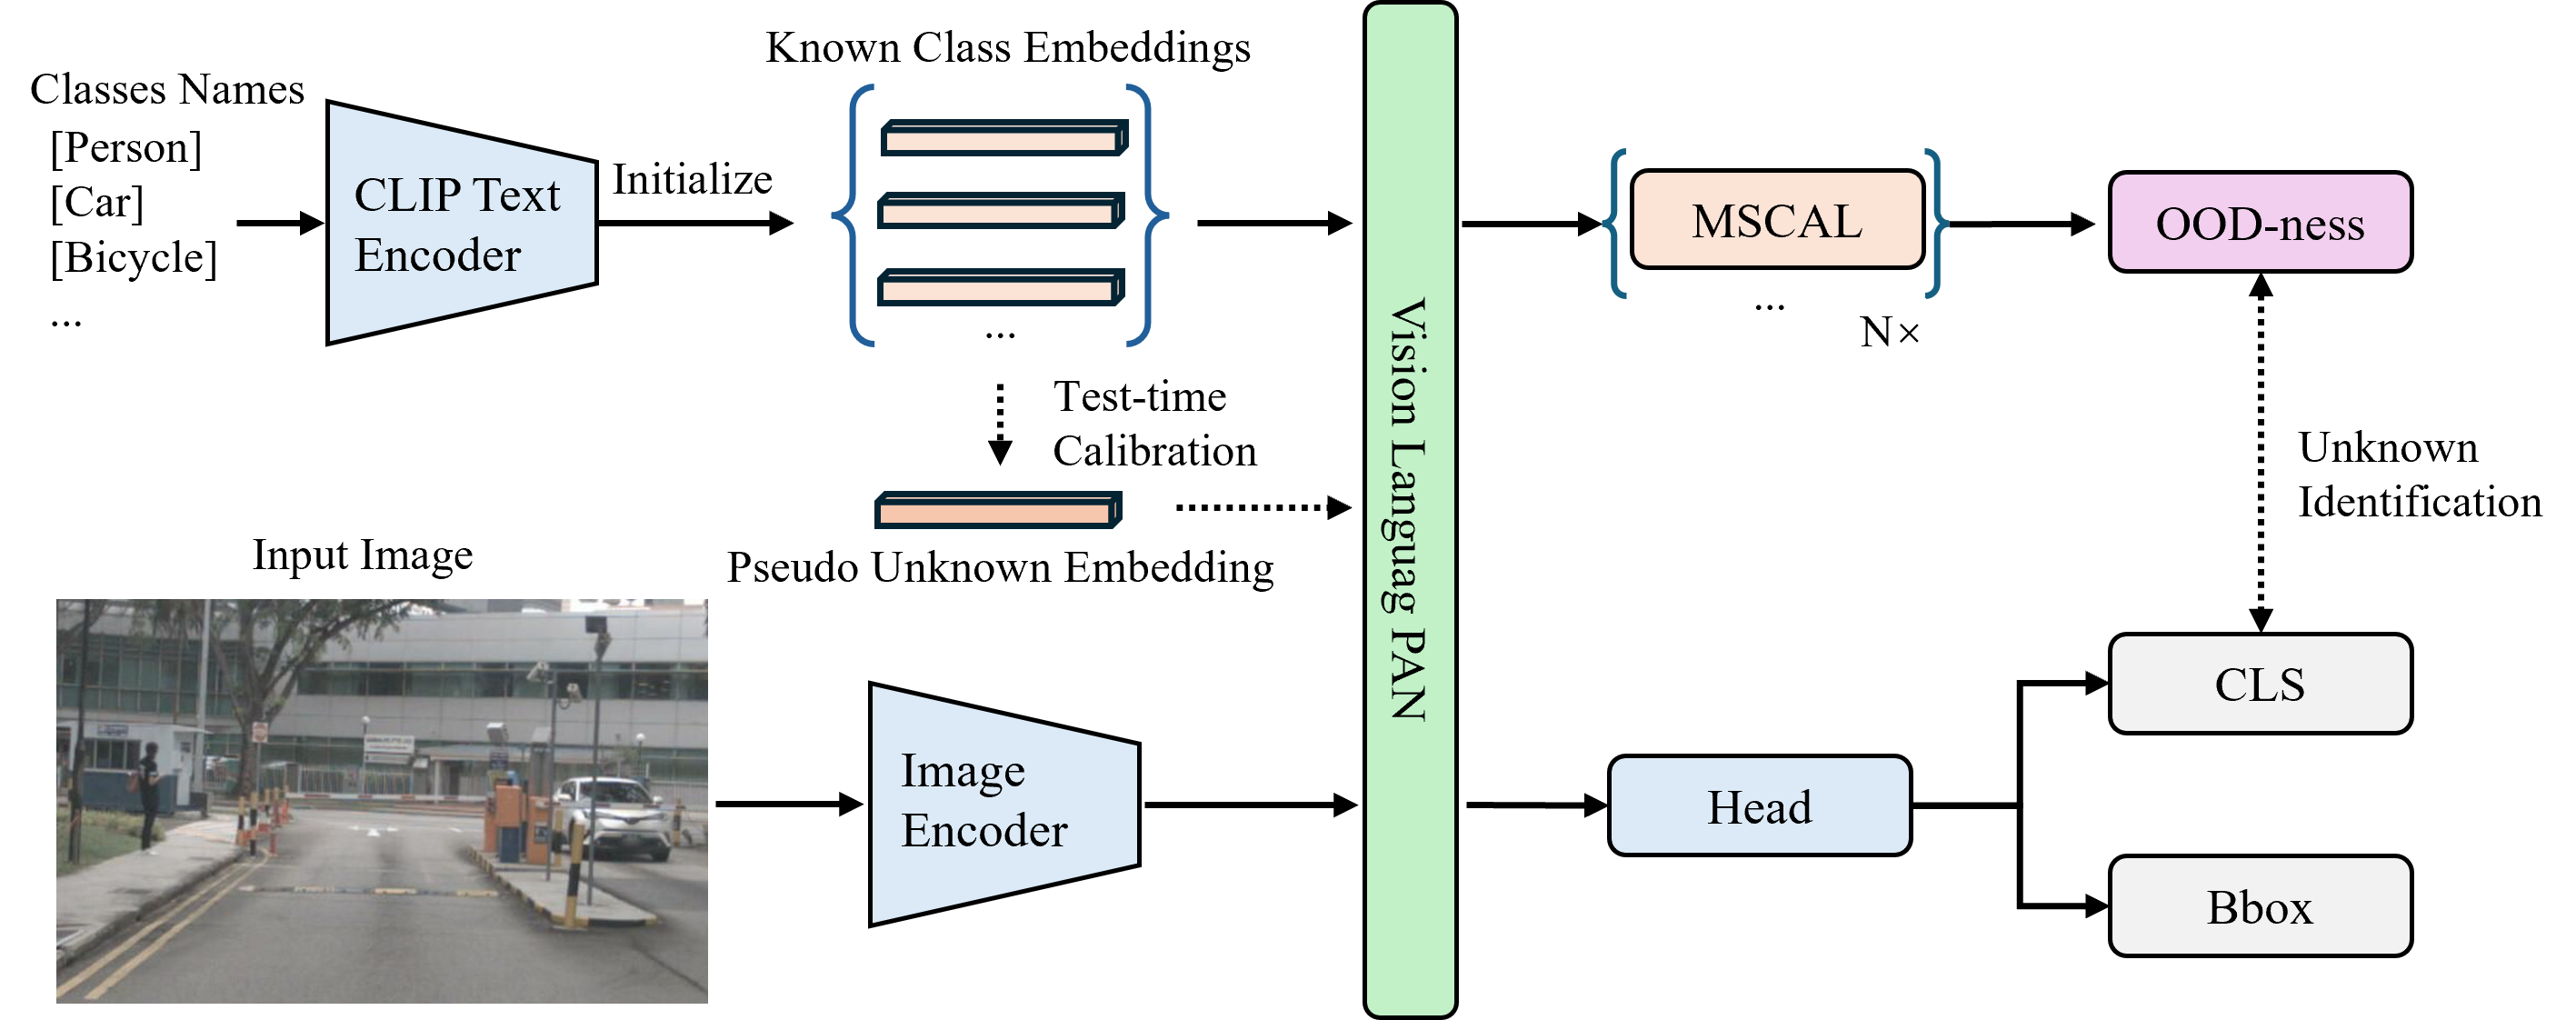 Classes Names
[Person]
[Car]
[Bicycle]
...
CLIP Text
Encoder
Initialize
Known Class Embeddings
...
Test-time
Calibration
Pseudo Unknown Embedding
Input Image
Image
Encoder
Vision Languag PAN
MSCAL
...
N×
OOD-ness
Unknown
Identification
Head
CLS
Bbox